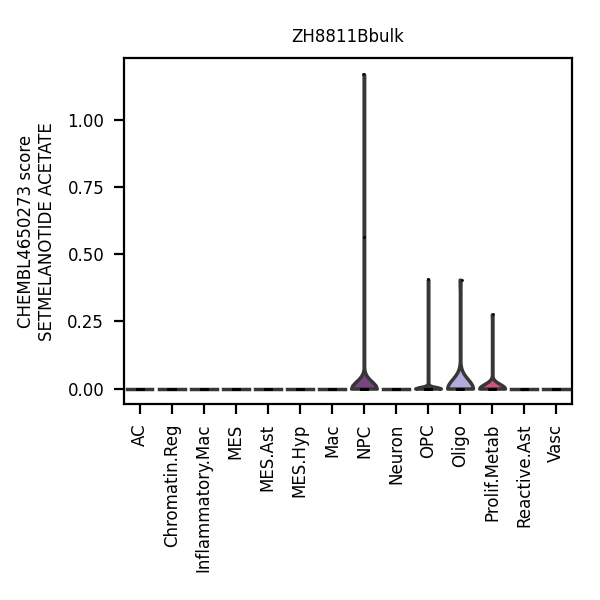 ZH8811Bbulk
CHEMBL4650273 score
SETMELANOTIDE ACETATE
1.00
0.75
0.50
0.25
0.00
AC
Chromatin.Reg
Inflammatory.Mac
MES
MES.Ast
MES.Hyp
Mac
NPC
Neuron
OPC
Oligo
Prolif.Metab
Reactive.Ast
Vasc